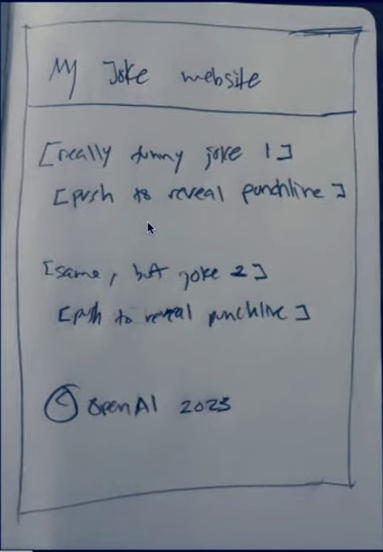 My Joke website
[really funny joke 1]
[push to reveal punchline]
[same, but joke 2]
[push to reveal punchline]
© OpenAI 2023